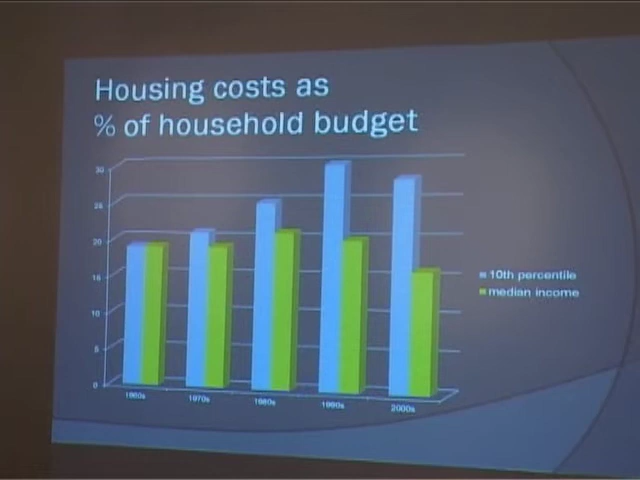 Housing costs as
% of household budget
30
25
20
15
10
5
0
1960s
1970s
1980s
1990s
2000s
10th percentile
median income